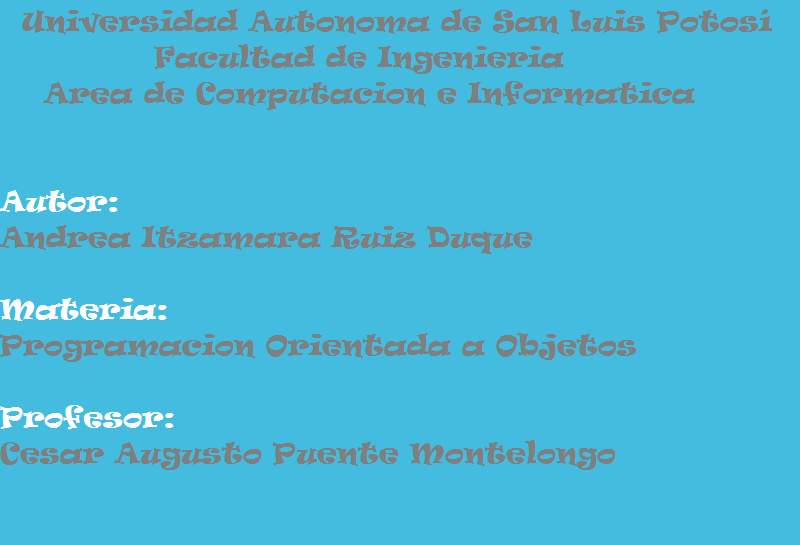 Universidad Autonoma de San Luis Potosí
Facultad de Ingenieria
Area de Computacion e Informatica
Autor:
Andrea Itzamara Ruiz Duque
Materia:
Programacion Orientada a Objetos
Profesor:
Cesar Augusto Puente Montelongo